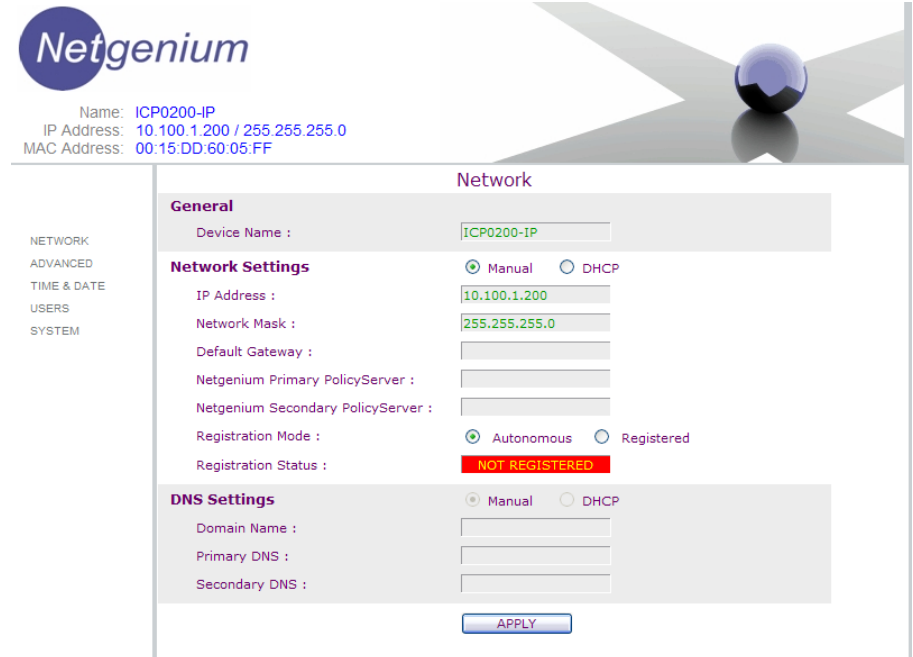 Netgenium
Name: ICP0200-IP
IP Address: 10.100.1.200 / 255.255.255.0
MAC Address: 00:15:DD:60:05:FF
NETWORK
ADVANCED
TIME & DATE
USERS
SYSTEM
Network
General
Device Name : ICP0200-IP
Network Settings Manual DHCP
IP Address : 10.100.1.200
Network Mask : 255.255.255.0
Default Gateway :
Netgenium Primary PolicyServer :
Netgenium Secondary PolicyServer :
Registration Mode : Autonomous Registered
Registration Status : NOT REGISTERED
DNS Settings Manual DHCP
Domain Name :
Primary DNS :
Secondary DNS :
APPLY